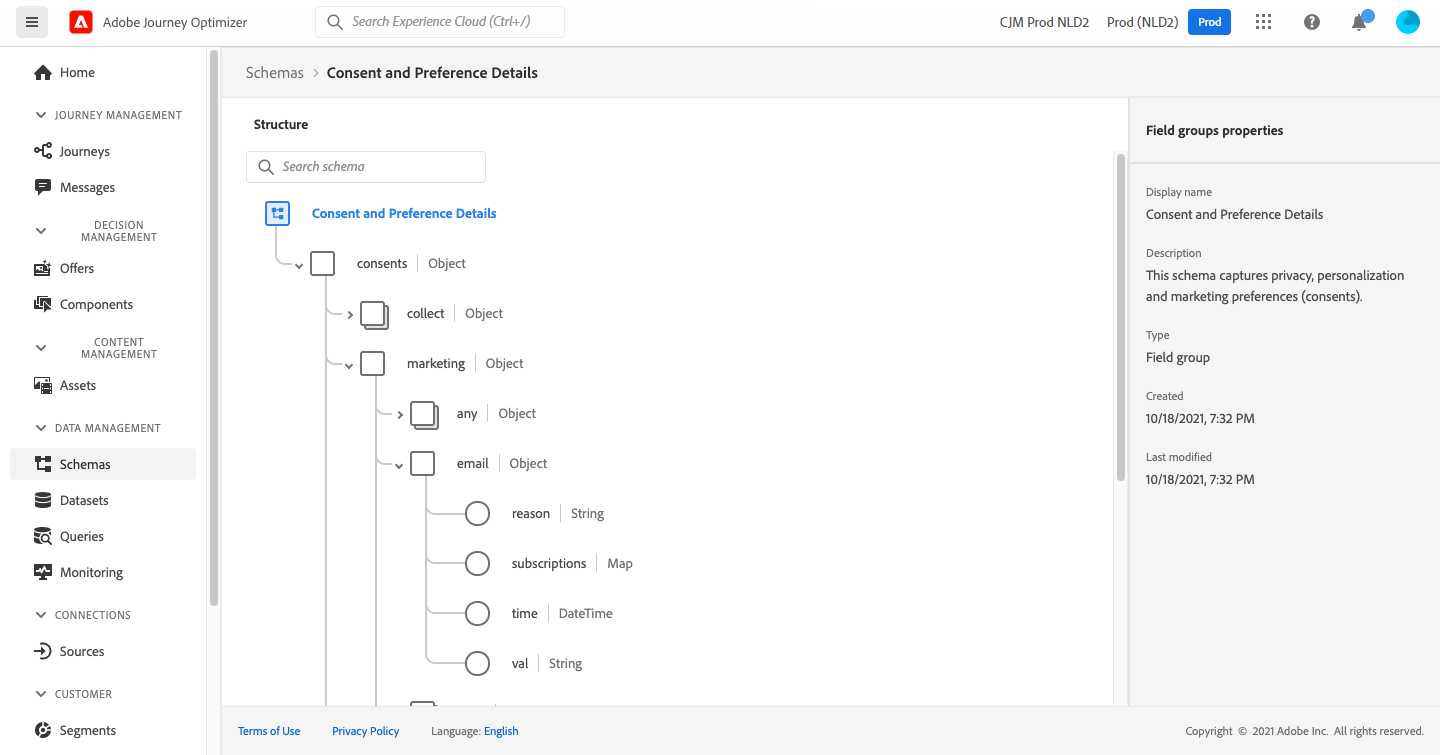 Adobe Journey Optimizer
Search Experience Cloud (Ctrl+/)
CJM Prod NLD2
Prod (NLD2)
Prod
Home
JOURNEY MANAGEMENT
Journeys
Messages
DECISION
MANAGEMENT
Offers
Components
CONTENT
MANAGEMENT
Assets
DATA MANAGEMENT
Schemas
Datasets
Queries
Monitoring
CONNECTIONS
Sources
CUSTOMER
Segments
Schemas > Consent and Preference Details
Structure
Search schema
Consent and Preference Details
consents | Object
collect | Object
marketing | Object
any | Object
email | Object
reason | String
subscriptions | Map
time | DateTime
val | String
Field groups properties
Display name
Consent and Preference Details
Description
This schema captures privacy, personalization
and marketing preferences (consents).
Type
Field group
Created
10/18/2021, 7:32 PM
Last modified
10/18/2021, 7:32 PM
Terms of Use
Privacy Policy
Language: English
Copyright © 2021 Adobe Inc. All rights reserved.